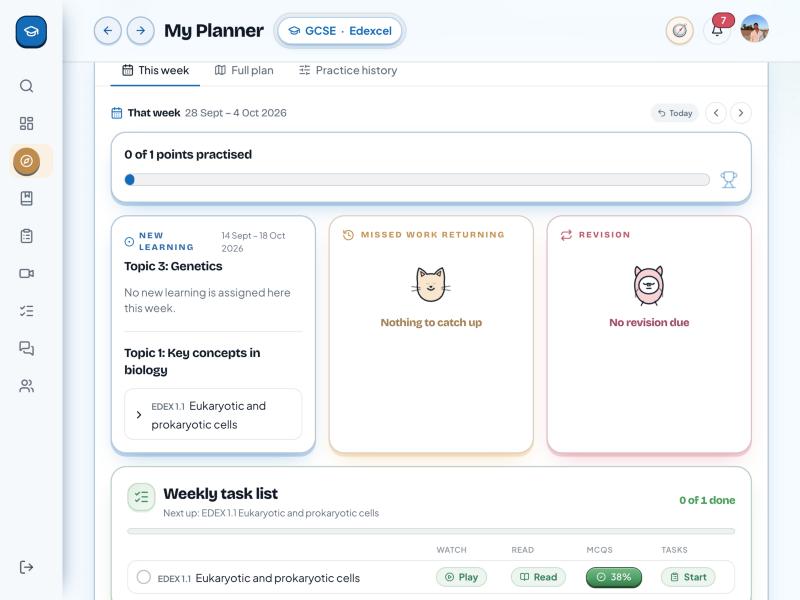 My Planner
GCSE · Edexcel
7
This week
Full plan
Practice history
That week 28 Sept – 4 Oct 2026
Today
0 of 1 points practised
NEW LEARNING
14 Sept – 18 Oct 2026
Topic 3: Genetics
No new learning is assigned here
this week.
Topic 1: Key concepts in
biology
EDEX 1.1 Eukaryotic and
prokaryotic cells
MISSED WORK RETURNING
Nothing to catch up
REVISION
No revision due
Weekly task list
Next up: EDEX 1.1 Eukaryotic and prokaryotic cells
0 of 1 done
WATCH READ MCQS TASKS
EDEX 1.1 Eukaryotic and prokaryotic cells Play Read 38% Start